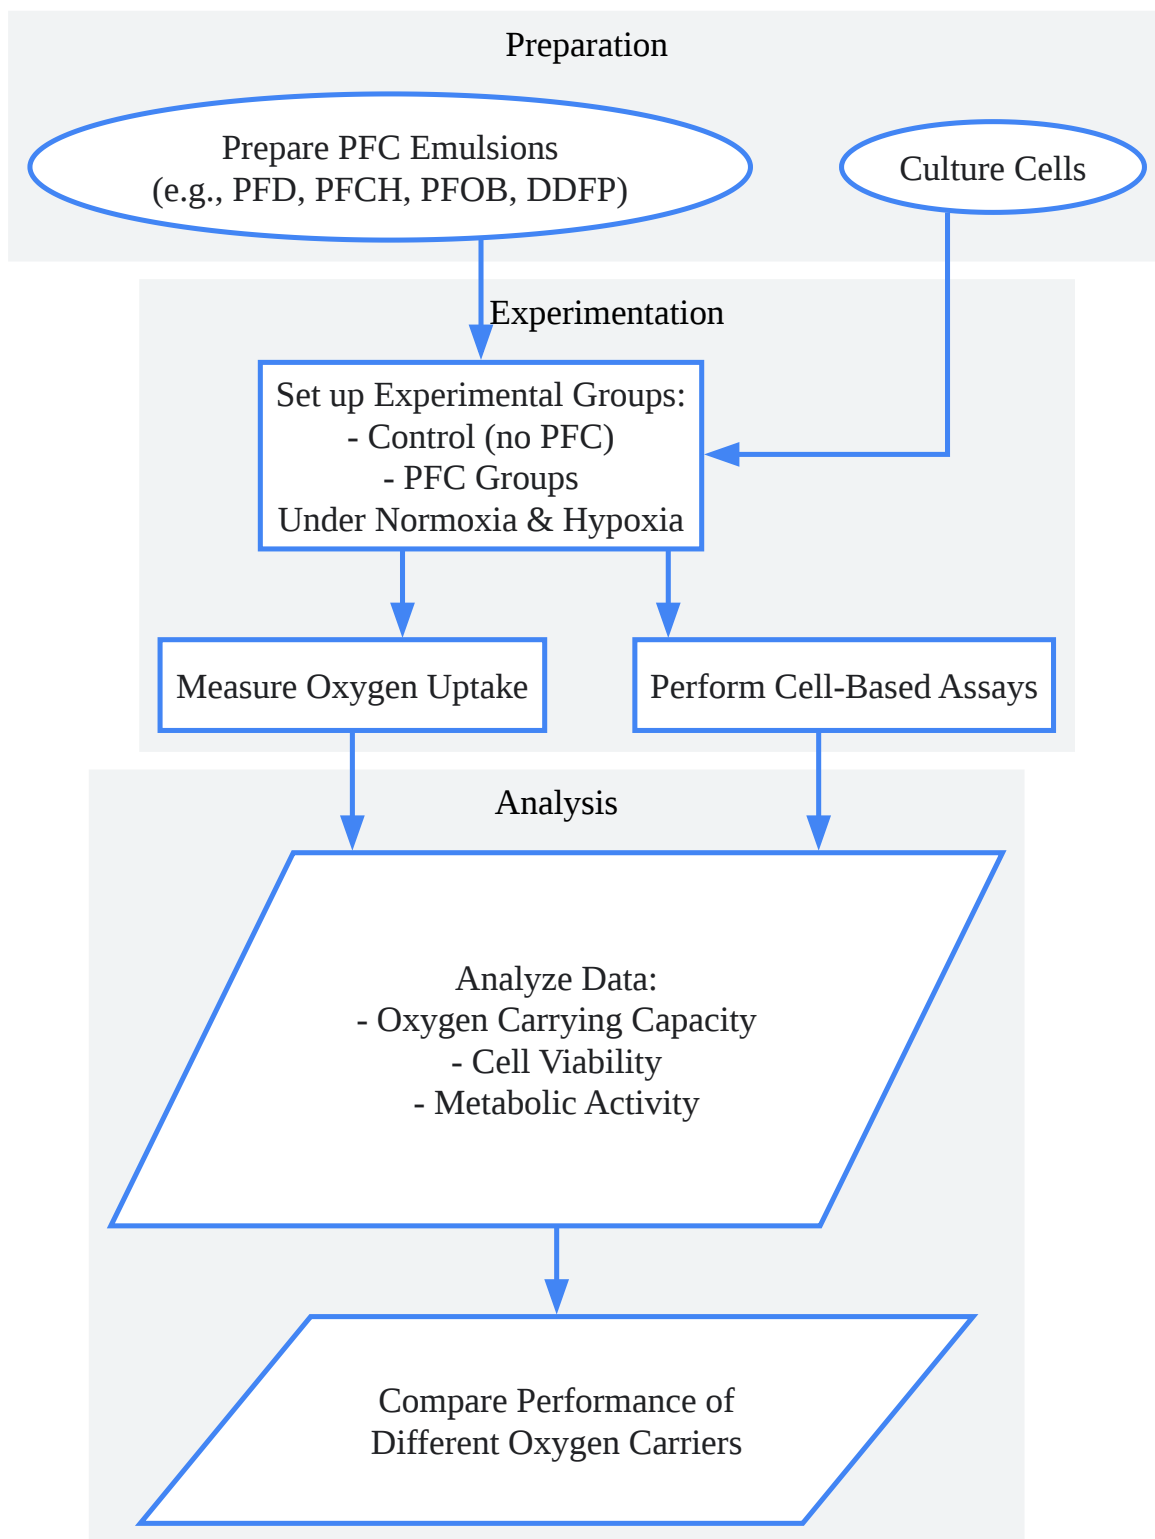 Preparation
Prepare PFC Emulsions
(e.g., PFD, PFCH, PFOB, DDFP)
Culture Cells
Experimentation
Set up Experimental Groups:
- Control (no PFC)
- PFC Groups
Under Normoxia & Hypoxia
Measure Oxygen Uptake
Perform Cell-Based Assays
Analysis
Analyze Data:
- Oxygen Carrying Capacity
- Cell Viability
- Metabolic Activity
Compare Performance of
Different Oxygen Carriers